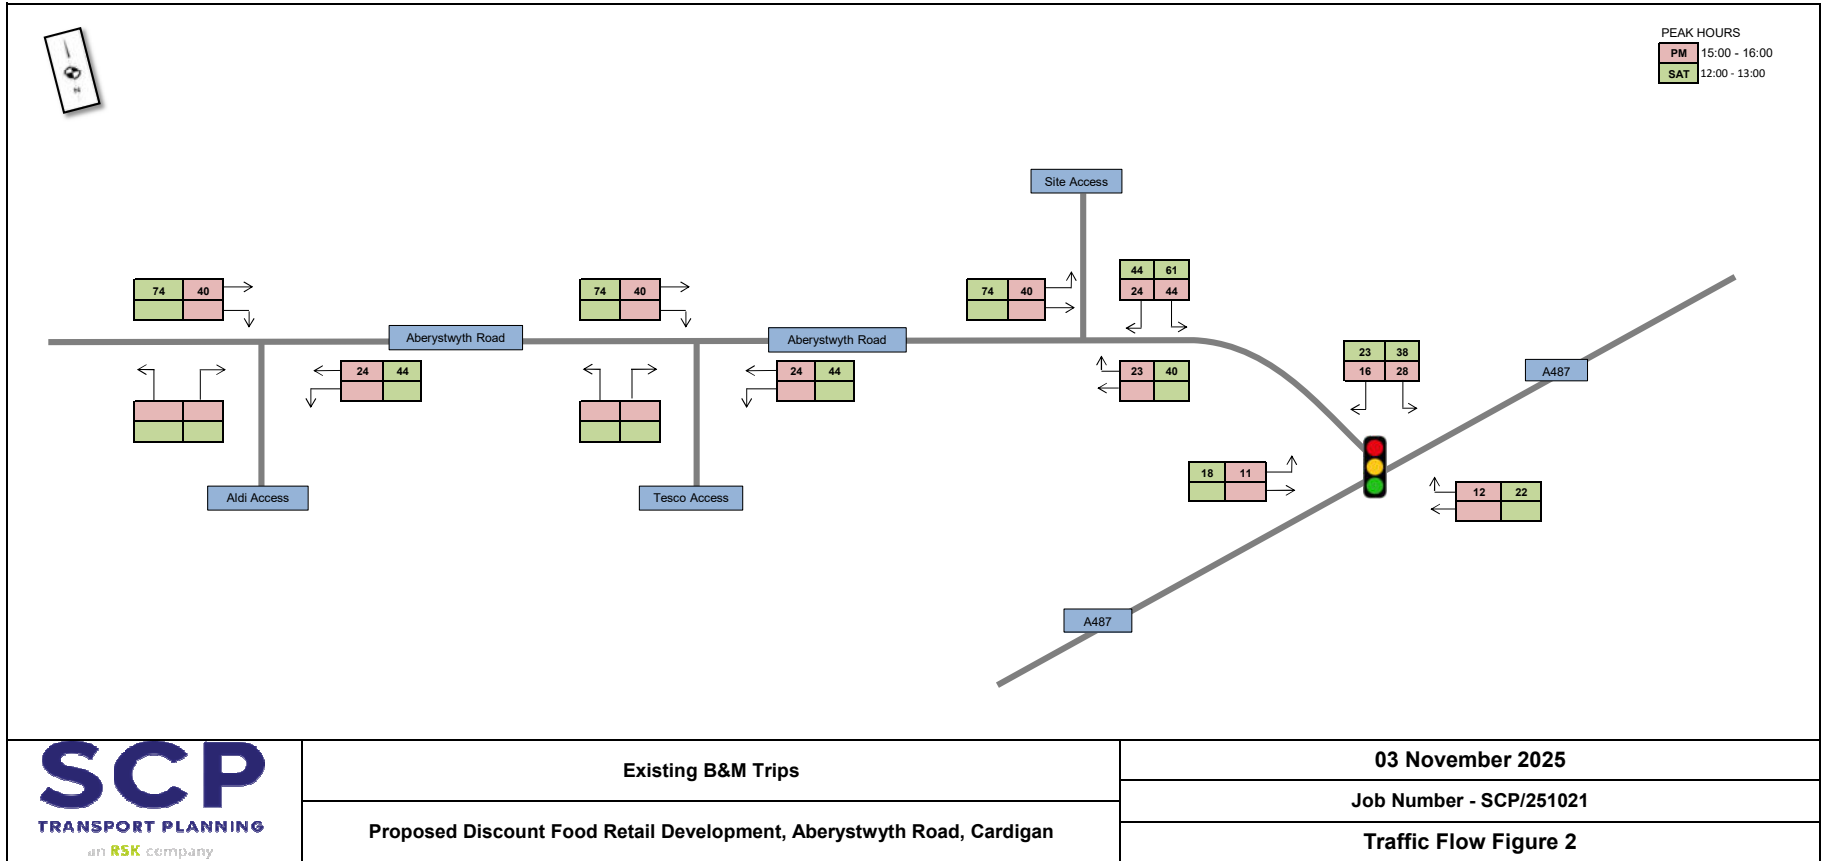 PEAK HOURS
PM 15:00 - 16:00
SAT 12:00 - 13:00
N
Site Access
44 61
24 44
74 40
74 40
74 40
Aberystwyth Road
Aberystwyth Road
24 44
24 44
23 40
23 38
16 28
A487
18 11
12 22
Aldi Access
Tesco Access
A487
SCP
TRANSPORT PLANNING
an RSK company
Existing B&M Trips
Proposed Discount Food Retail Development, Aberystwyth Road, Cardigan
03 November 2025
Job Number - SCP/251021
Traffic Flow Figure 2